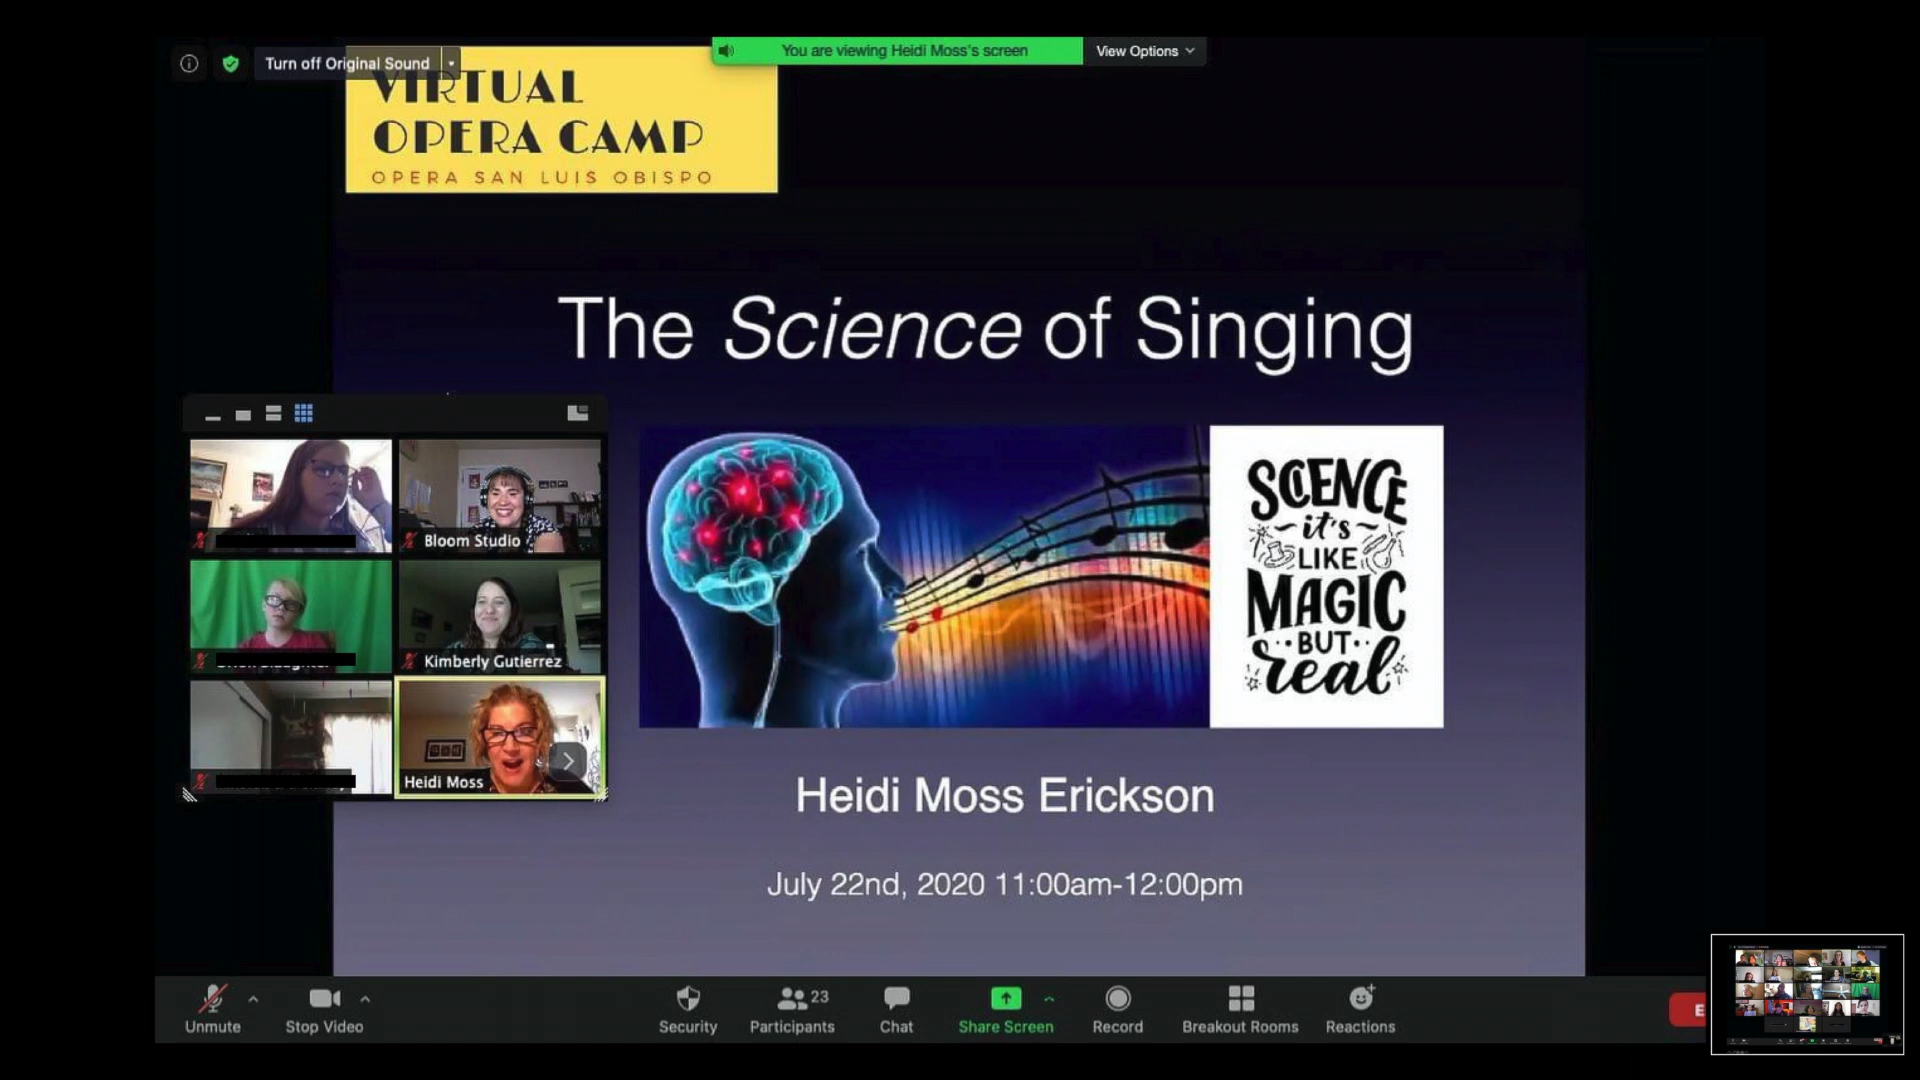 Turn off Original Sound
You are viewing Heidi Moss's screen
View Options
VIRTUAL
OPERA CAMP
OPERA SAN LUIS OBISPO
The Science of Singing
SCIENCE
it's
LIKE
MAGIC
BUT
real
Bloom Studio
Kimberly Gutierrez
Heidi Moss
Heidi Moss Erickson
July 22nd, 2020 11:00am-12:00pm
Unmute
Stop Video
Security
23
Participants
Chat
Share Screen
Record
Breakout Rooms
Reactions